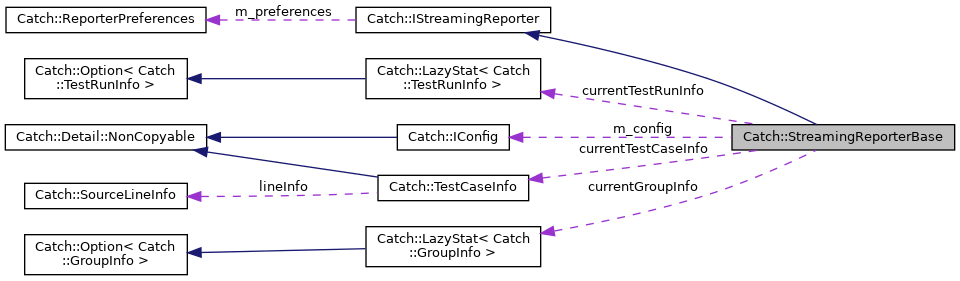 Catch::ReporterPreferences
m_preferences
Catch::IStreamingReporter
Catch::Option< Catch
::TestRunInfo >
Catch::LazyStat< Catch
::TestRunInfo >
currentTestRunInfo
Catch::Detail::NonCopyable
Catch::IConfig
m_config
Catch::StreamingReporterBase
currentTestCaseInfo
Catch::SourceLineInfo
lineInfo
Catch::TestCaseInfo
currentGroupInfo
Catch::Option< Catch
::GroupInfo >
Catch::LazyStat< Catch
::GroupInfo >